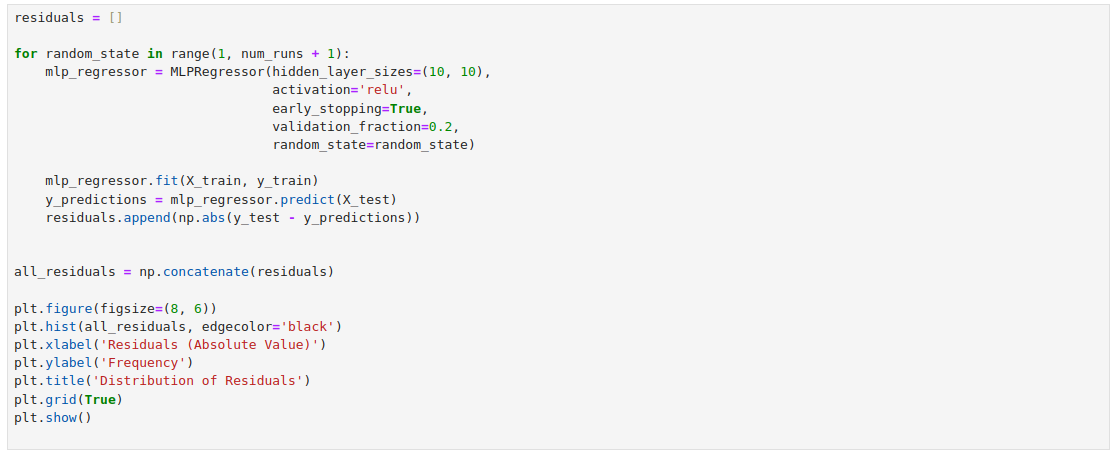 residuals = []
for random_state in range(1, num_runs + 1):
    mlp_regressor = MLPRegressor(hidden_layer_sizes=(10, 10),
                                 activation='relu',
                                 early_stopping=True,
                                 validation_fraction=0.2,
                                 random_state=random_state)
    mlp_regressor.fit(X_train, y_train)
    y_predictions = mlp_regressor.predict(X_test)
    residuals.append(np.abs(y_test - y_predictions))
all_residuals = np.concatenate(residuals)
plt.figure(figsize=(8, 6))
plt.hist(all_residuals, edgecolor='black')
plt.xlabel('Residuals (Absolute Value)')
plt.ylabel('Frequency')
plt.title('Distribution of Residuals')
plt.grid(True)
plt.show()